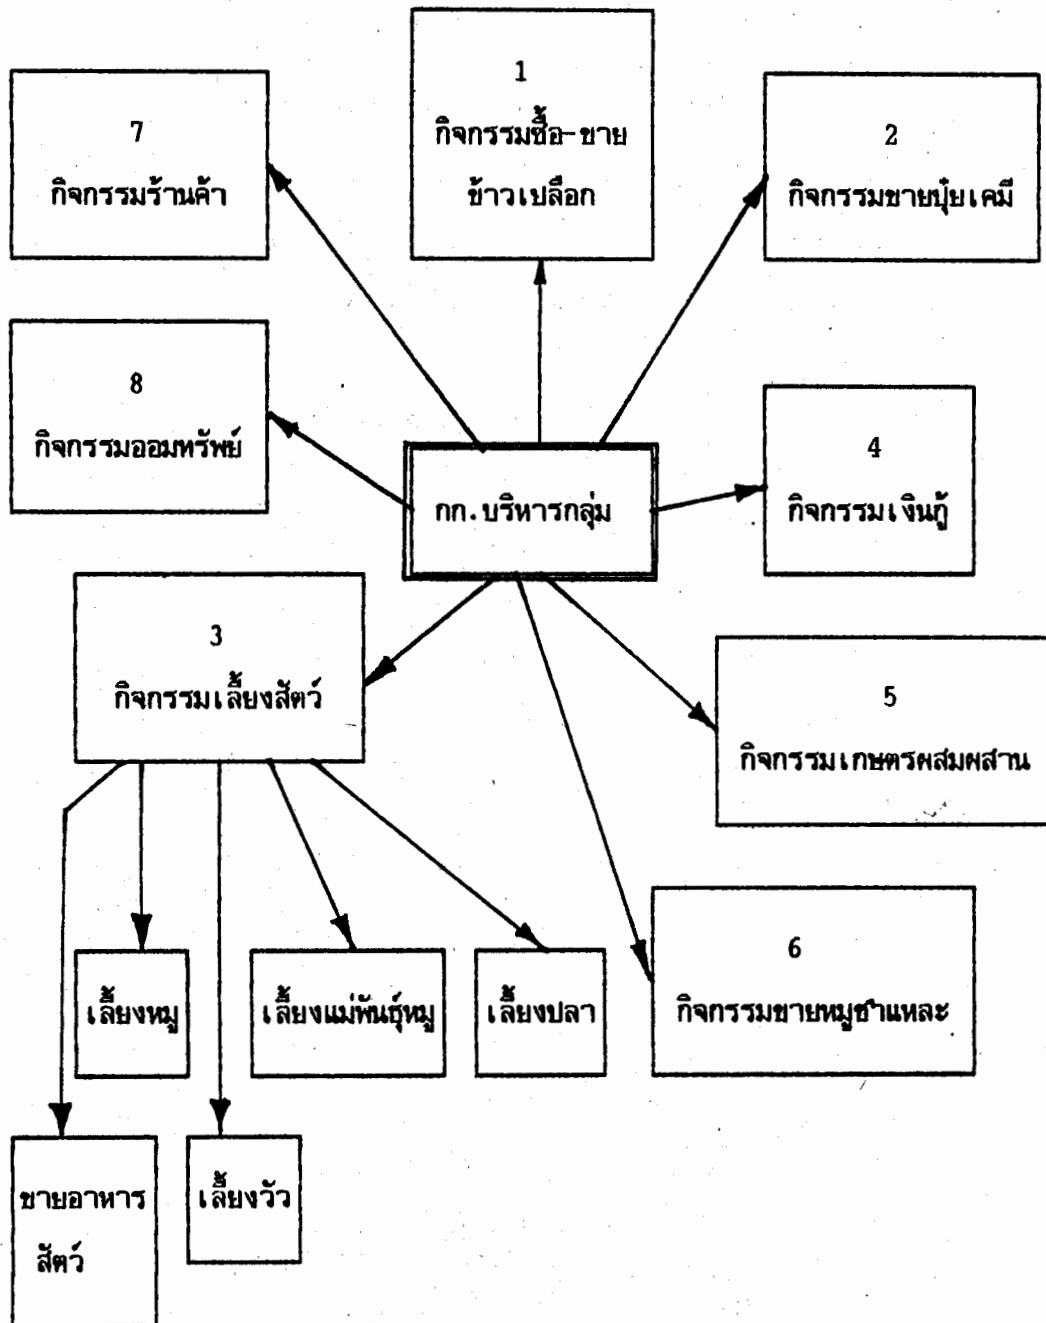 1
กิจกรรมซื้อ-ขาย
ข้าวเปลือก
7
กิจกรรมร้านค้า
2
กิจกรรมขายปุ๋ยเคมี
8
กิจกรรมออมทรัพย์
4
กิจกรรมเงินกู้
กก.บริหารกลุ่ม
3
กิจกรรมเลี้ยงสัตว์
5
กิจกรรมเกษตรผสมผสาน
6
กิจกรรมขายหมูชำแหละ
เลี้ยงหมู
เลี้ยงแม่พันธุ์หมู
เลี้ยงปลา
ขายอาหาร
สัตว์
เลี้ยงวัว